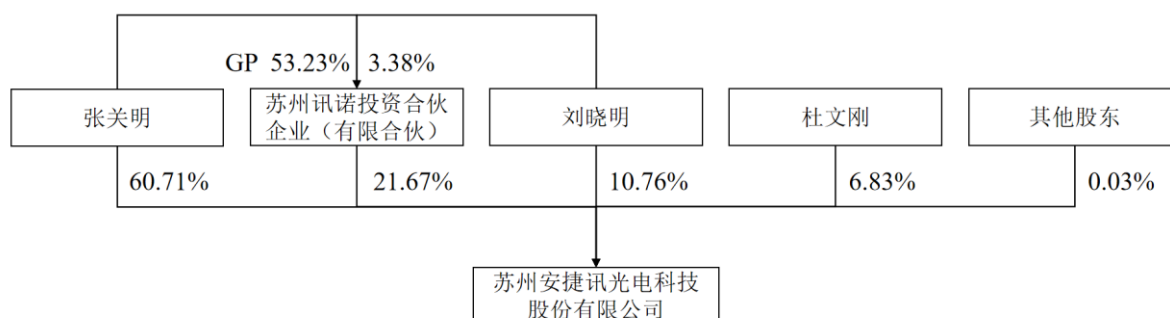 GP 53.23% 3.38%
张关明
苏州讯诺投资合伙
企业（有限合伙）
刘晓明
杜文刚
其他股东
60.71%
21.67%
10.76%
6.83%
0.03%
苏州安捷讯光电科技
股份有限公司